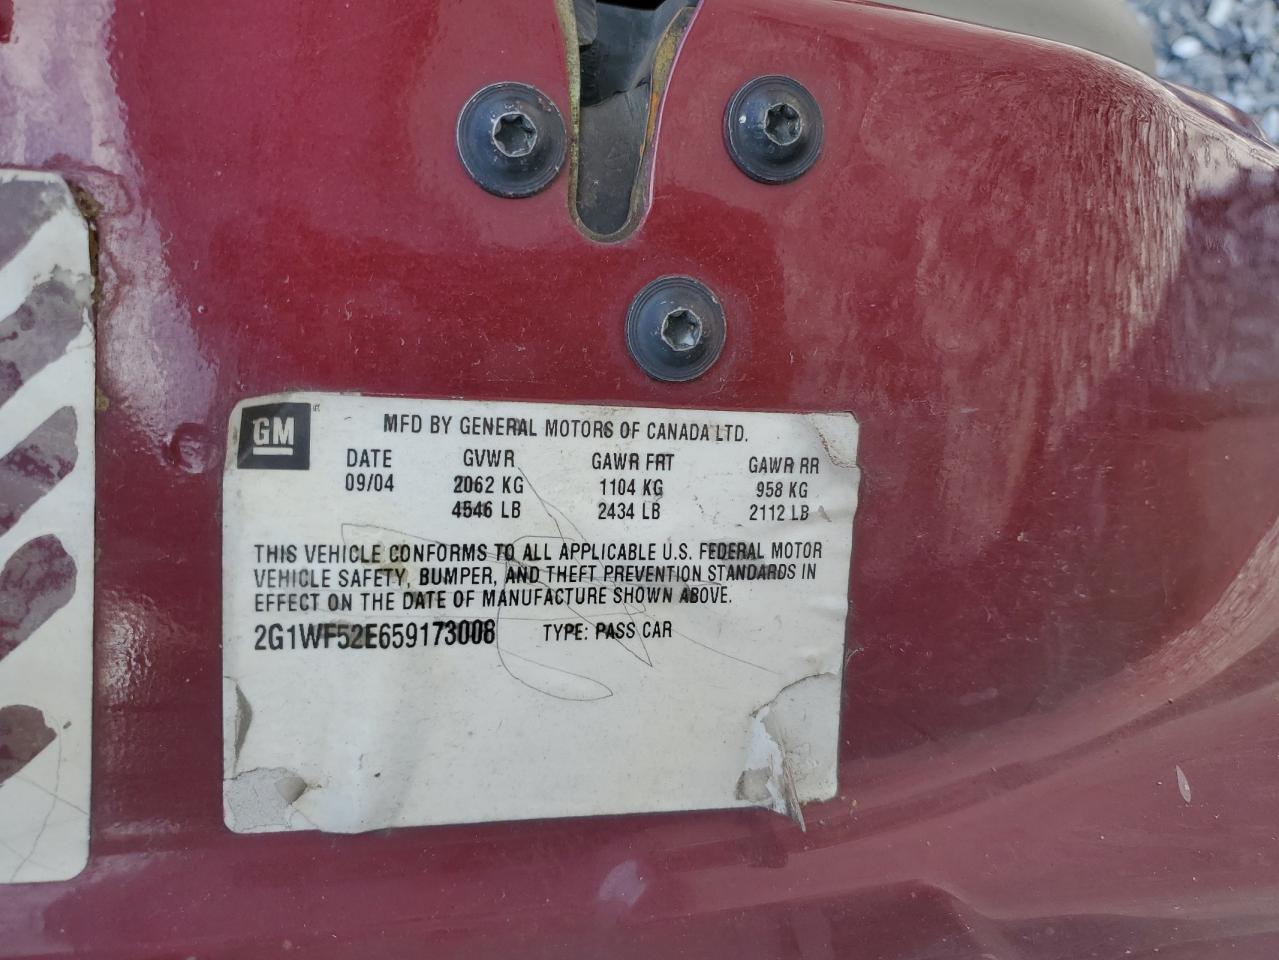 GM
MFD BY GENERAL MOTORS OF CANADA LTD.
DATE GVWR GAWR FRT GAWR RR
09/04 2062 KG 1104 KG 958 KG
4546 LB 2434 LB 2112 LB
THIS VEHICLE CONFORMS TO ALL APPLICABLE U.S. FEDERAL MOTOR
VEHICLE SAFETY, BUMPER, AND THEFT PREVENTION STANDARDS IN
EFFECT ON THE DATE OF MANUFACTURE SHOWN ABOVE.
2G1WF52E659173008 TYPE: PASS CAR